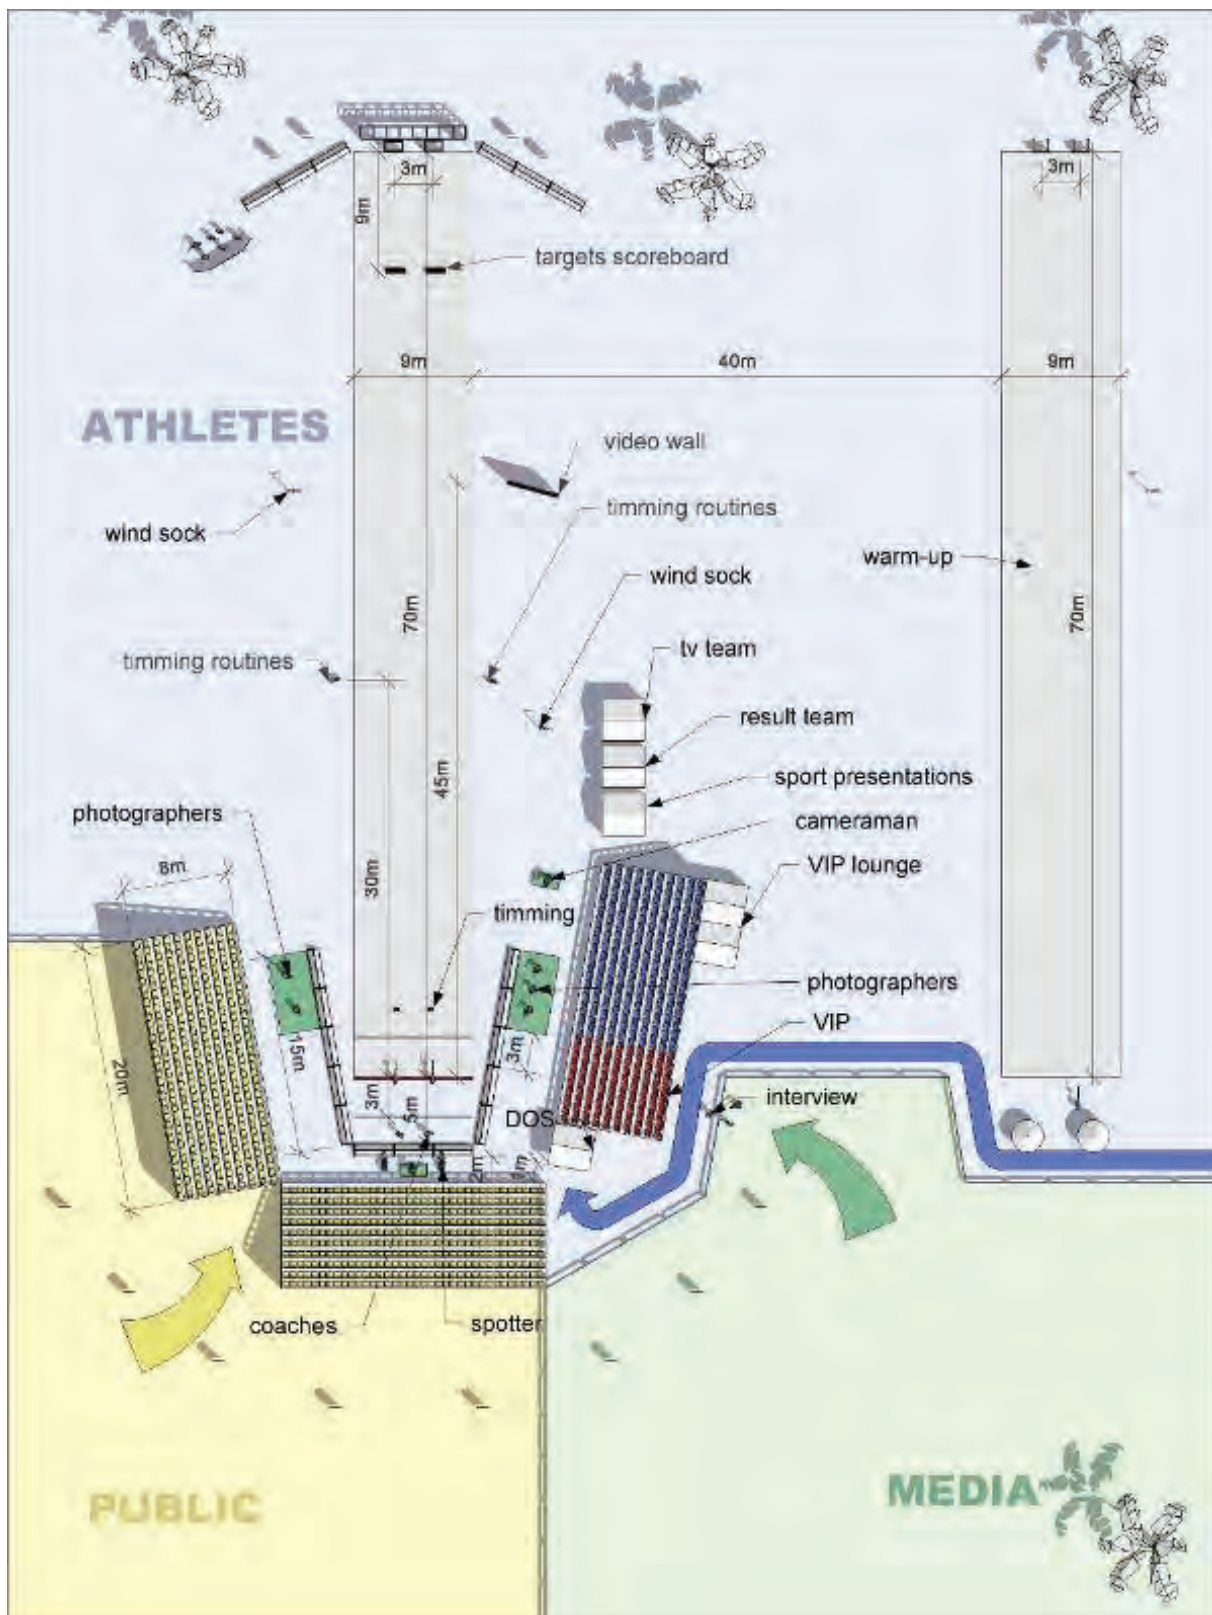 3m
3m
9m
targets scoreboard
9m
40m
9m
ATHLETES
video wall
timming routines
wind sock
warm-up
wind sock
70m
70m
tv team
timming routines
result team
45m
sport presentations
photographers
cameraman
8m
VIP lounge
30m
timming
photographers
VIP
15m
3m
20m
3m
5m
interview
DOS
2m
coaches
spotter
PUBLIC
MEDIA